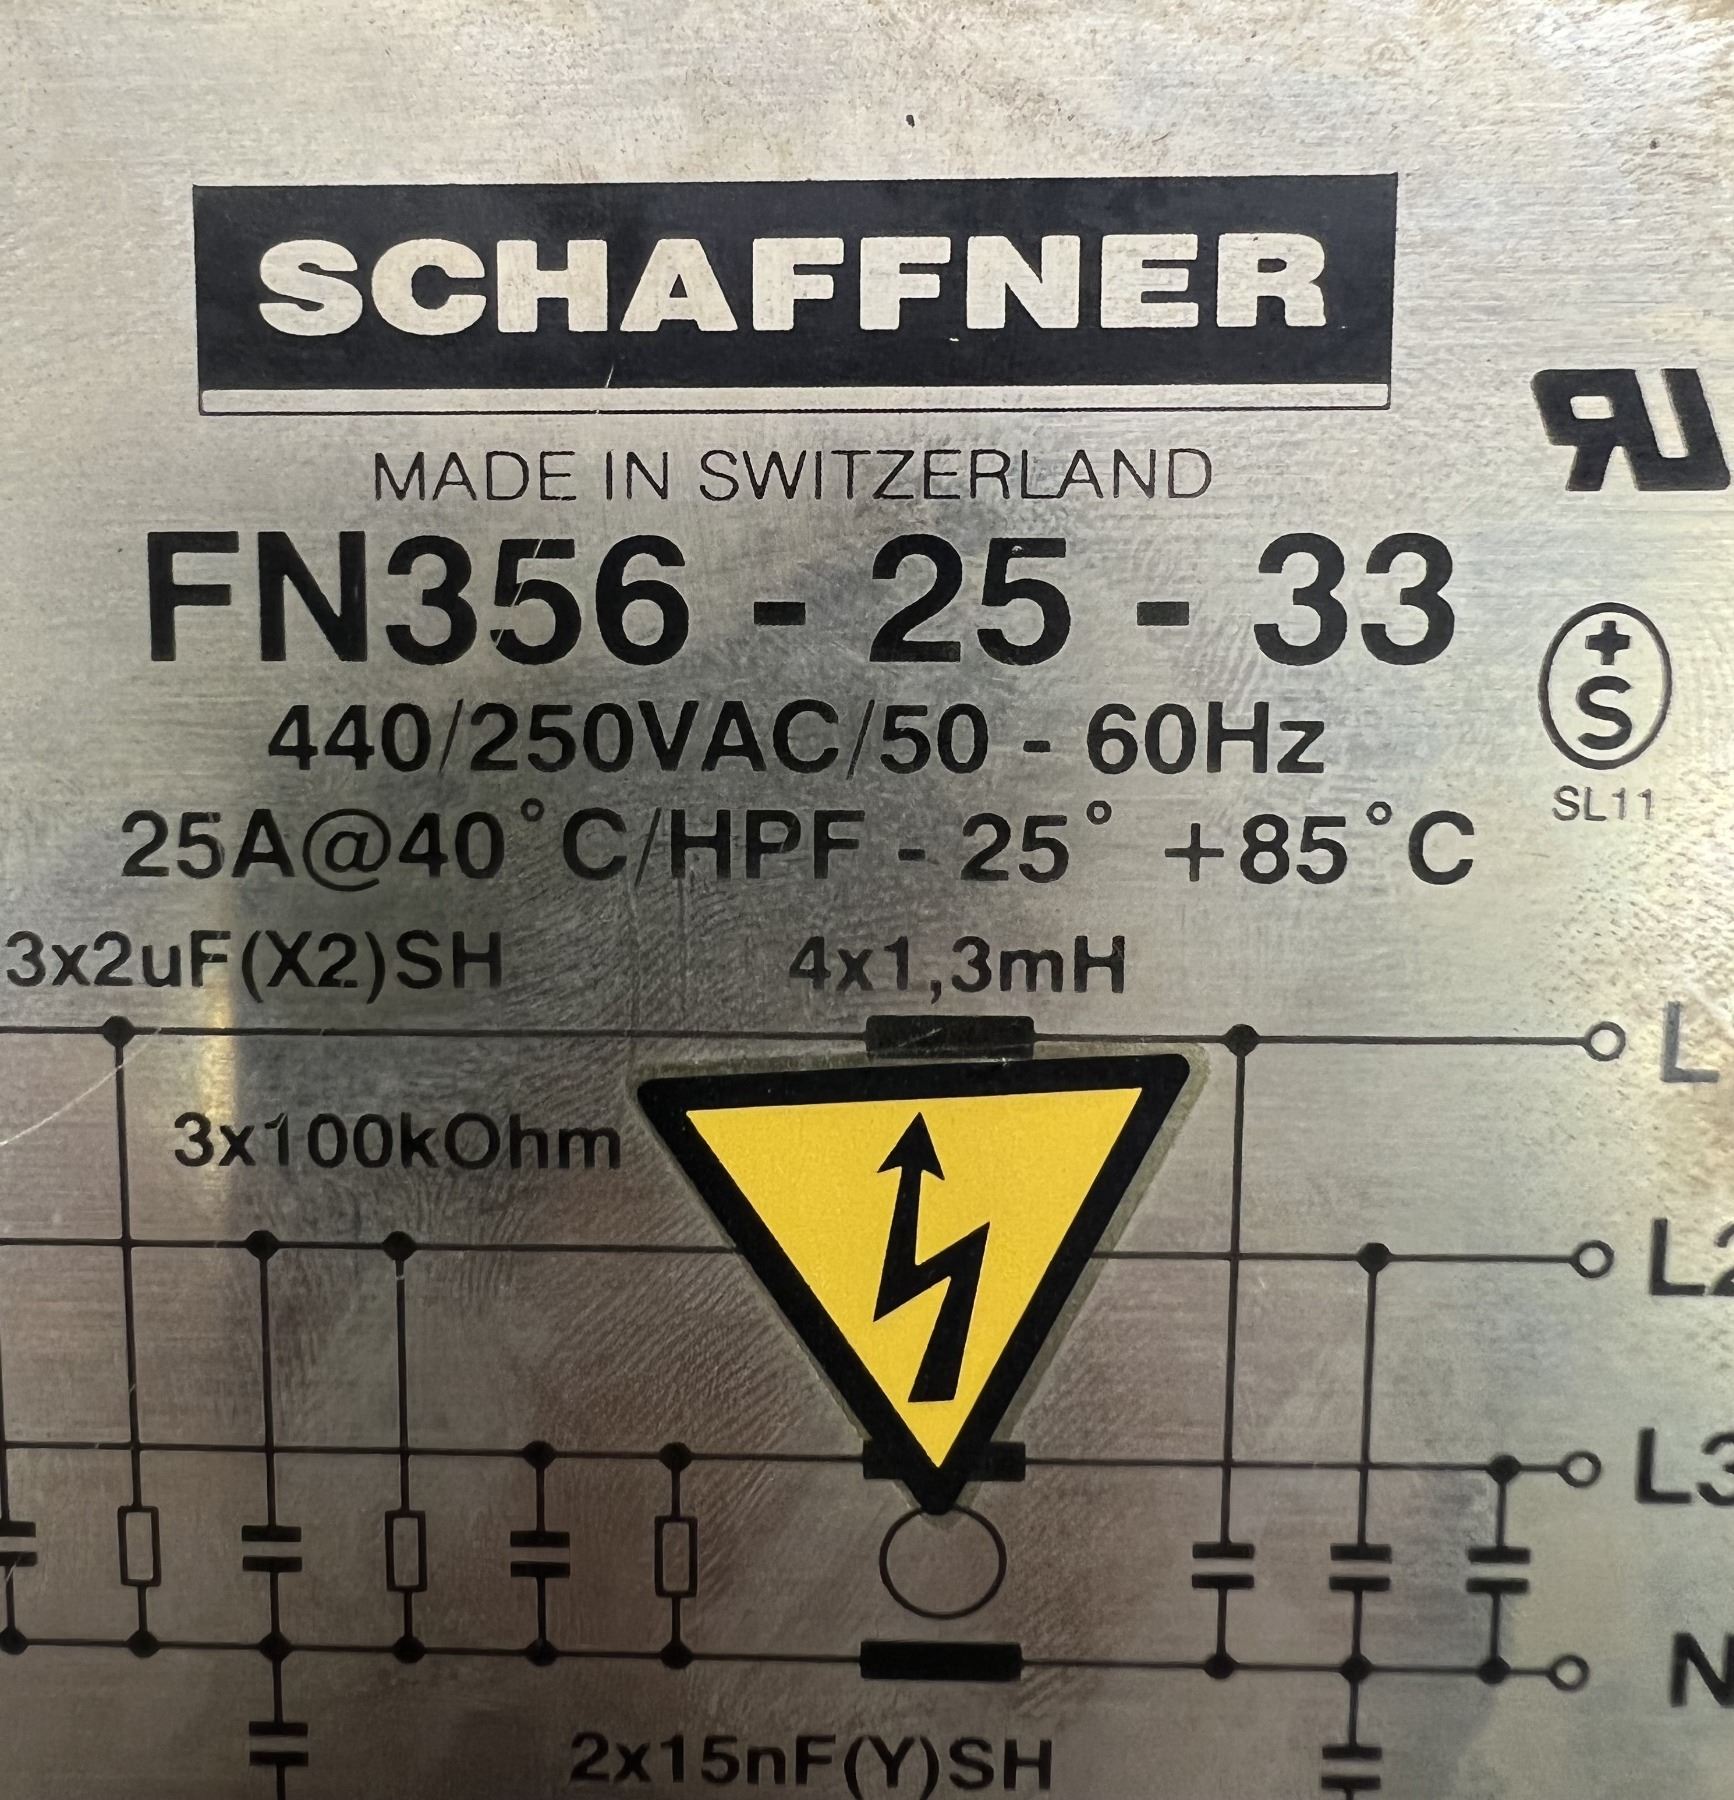 SCHAFFNER
MADE IN SWITZERLAND
FN356 - 25 - 33
440/250VAC/50 - 60Hz
25A@40°C/HPF - 25° +85°C
SL11
3x2uF(X2)SH 4x1,3mH
L
3x100kOhm
L2
L3
N
2x15nF(Y)SH